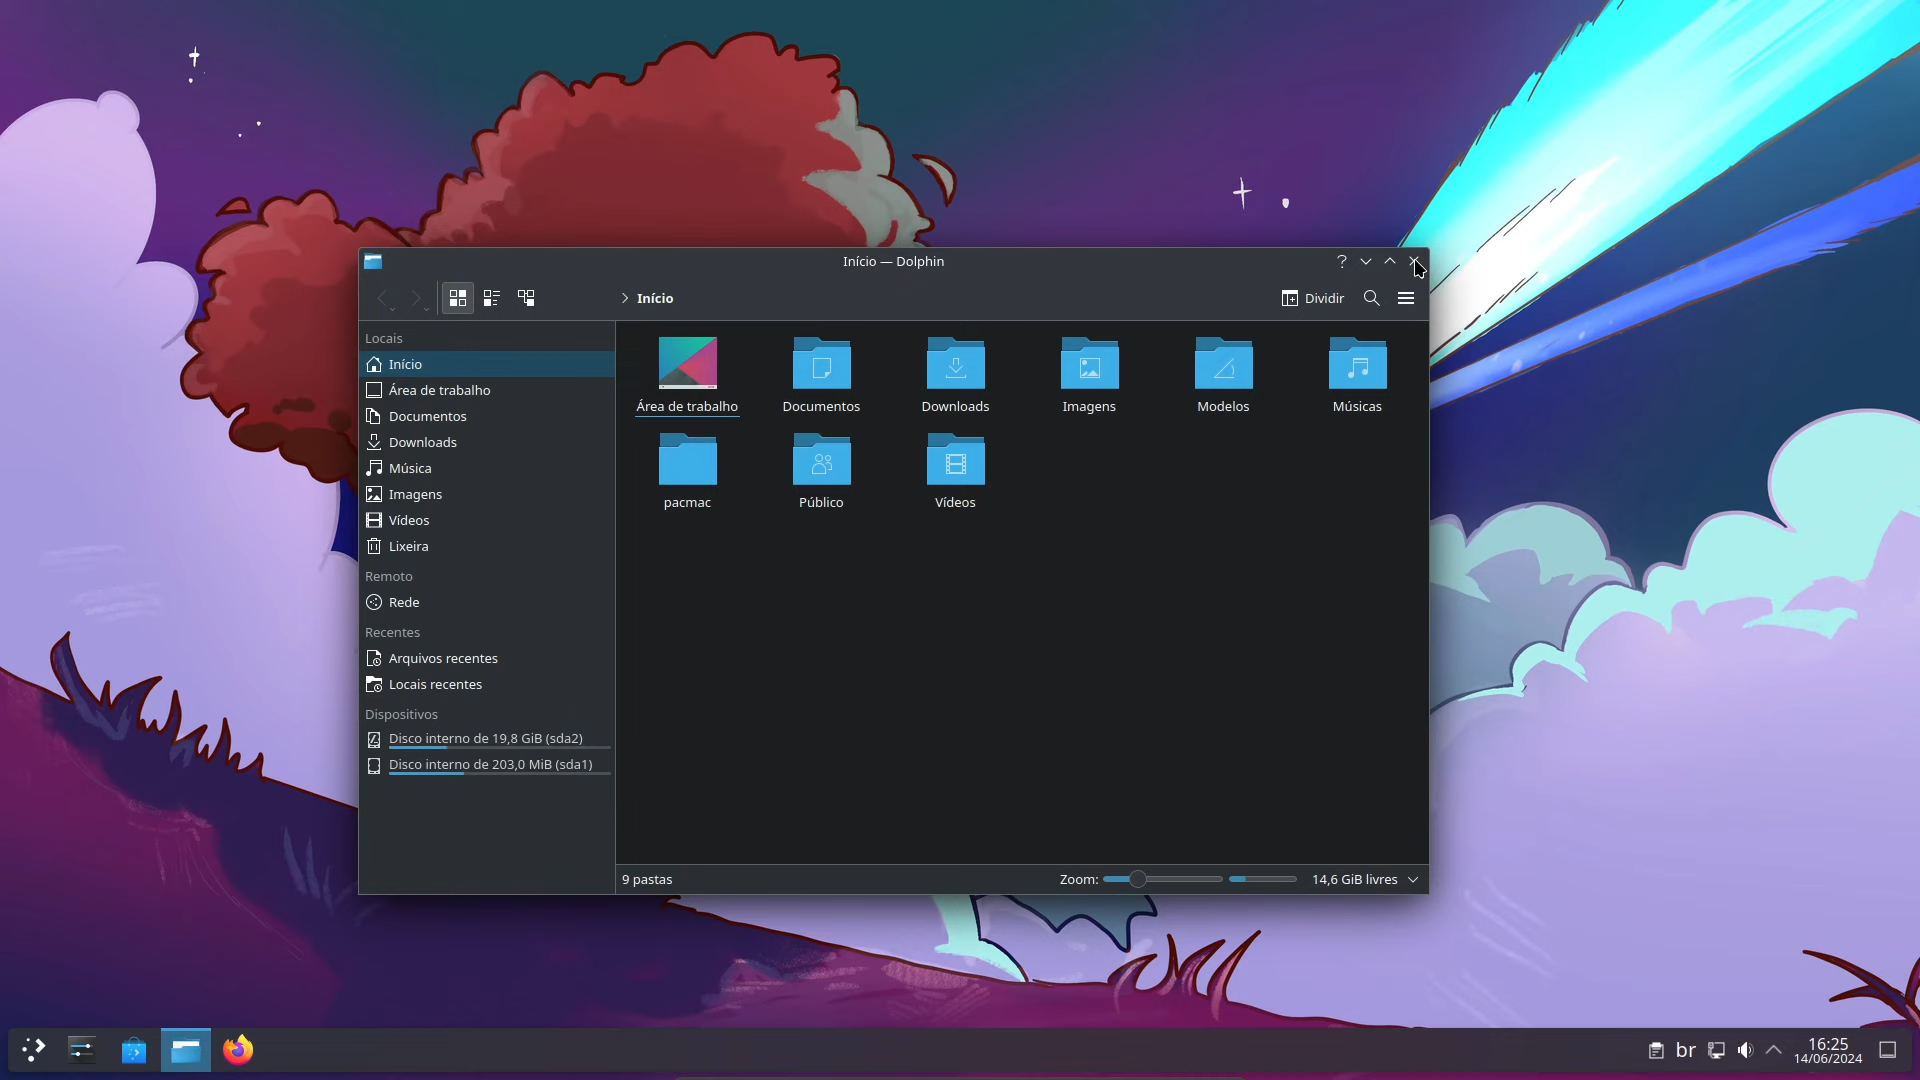 Início — Dolphin
Início
Dividir
Locais
Início
Área de trabalho
Documentos
Downloads
Música
Imagens
Vídeos
Lixeira
Remoto
Rede
Recentes
Arquivos recentes
Locais recentes
Dispositivos
Disco interno de 19,8 GiB (sda2)
Disco interno de 203,0 MiB (sda1)
Área de trabalho
Documentos
Downloads
Imagens
Modelos
Músicas
pacmac
Público
Vídeos
9 pastas
Zoom:
14,6 GiB livres
br
16:25
14/06/2024